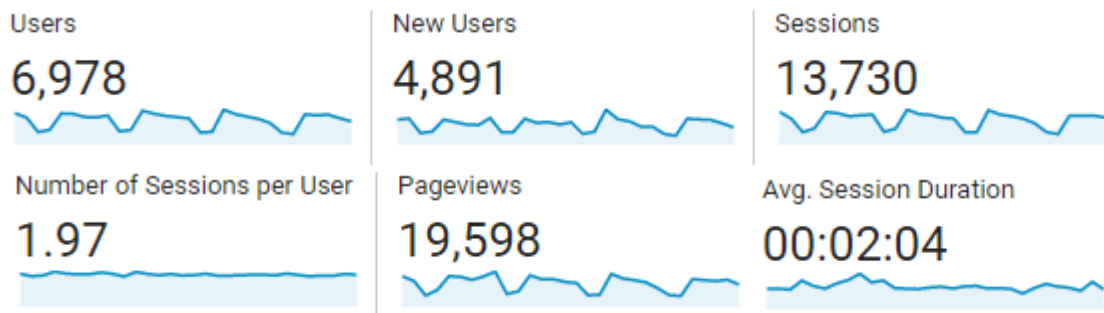 Users
6,978
New Users
4,891
Sessions
13,730
Number of Sessions per User
1.97
Pageviews
19,598
Avg. Session Duration
00:02:04